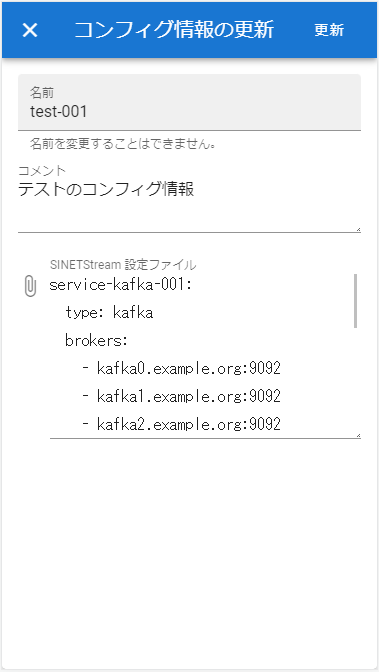 コンフィグ情報の更新 更新
名前
test-001
名前を変更することはできません。
コメント
テストのコンフィグ情報
SINETStream 設定ファイル
service-kafka-001:
type: kafka
brokers:
- kafka0.example.org:9092
- kafka1.example.org:9092
- kafka2.example.org:9092